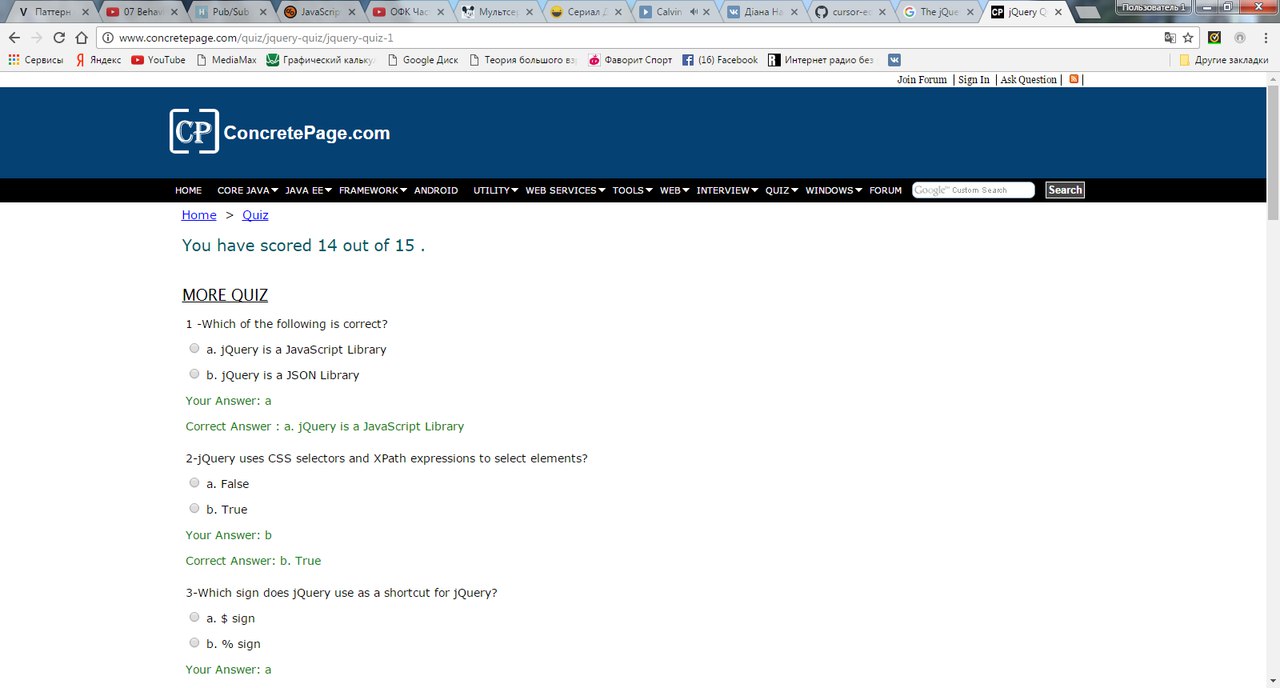 Паттерн
07 Behav
Pub/Sub
JavaScrip
ОФК Час
Мультсе
Сериал Д
Calvin
Діана На
cursor-ec
The jQue
jQuery Q
Пользователь 1
www.concretepage.com/quiz/jquery-quiz/jquery-quiz-1
Сервисы
Яндекс
YouTube
MediaMax
Графический кальку
Google Диск
Теория большого вз
Фаворит Спорт
(16) Facebook
Интернет радио без
Другие закладки
Join Forum | Sign In | Ask Question | |
CP ConcretePage.com
HOME CORE JAVA JAVA EE FRAMEWORK ANDROID UTILITY WEB SERVICES TOOLS WEB INTERVIEW QUIZ WINDOWS FORUM Google™ Custom Search Search
Home > Quiz
You have scored 14 out of 15 .
MORE QUIZ
1 -Which of the following is correct?
a. jQuery is a JavaScript Library
b. jQuery is a JSON Library
Your Answer: a
Correct Answer : a. jQuery is a JavaScript Library
2-jQuery uses CSS selectors and XPath expressions to select elements?
a. False
b. True
Your Answer: b
Correct Answer: b. True
3-Which sign does jQuery use as a shortcut for jQuery?
a. $ sign
b. % sign
Your Answer: a